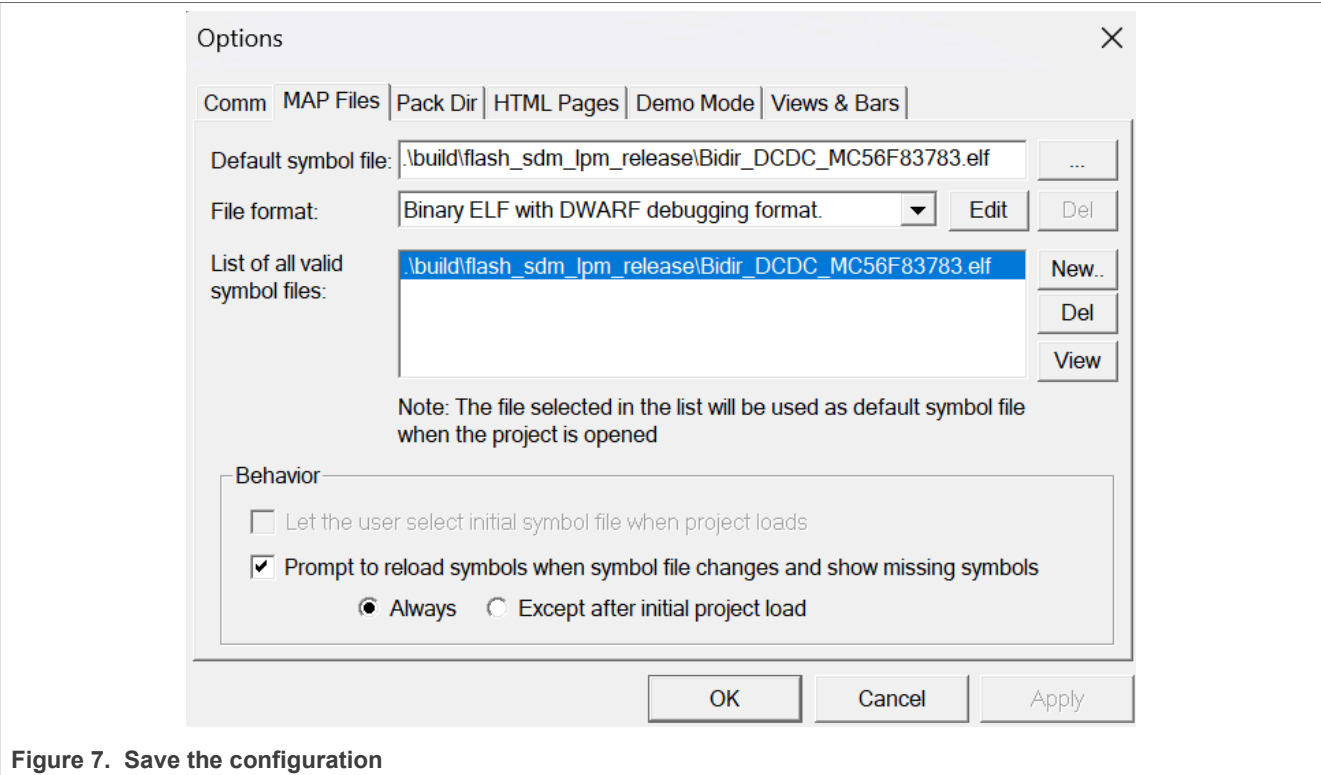 Options
Comm MAP Files Pack Dir HTML Pages Demo Mode Views & Bars
Default symbol file: .\build\flash_sdm_lpm_release\Bidir_DCDC_MC56F83783.elf ...
File format: Binary ELF with DWARF debugging format. Edit Del
List of all valid
symbol files:
.\build\flash_sdm_lpm_release\Bidir_DCDC_MC56F83783.elf
New..
Del
View
Note: The file selected in the list will be used as default symbol file
when the project is opened
Behavior
Let the user select initial symbol file when project loads
Prompt to reload symbols when symbol file changes and show missing symbols
Always Except after initial project load
OK Cancel Apply
Figure 7. Save the configuration